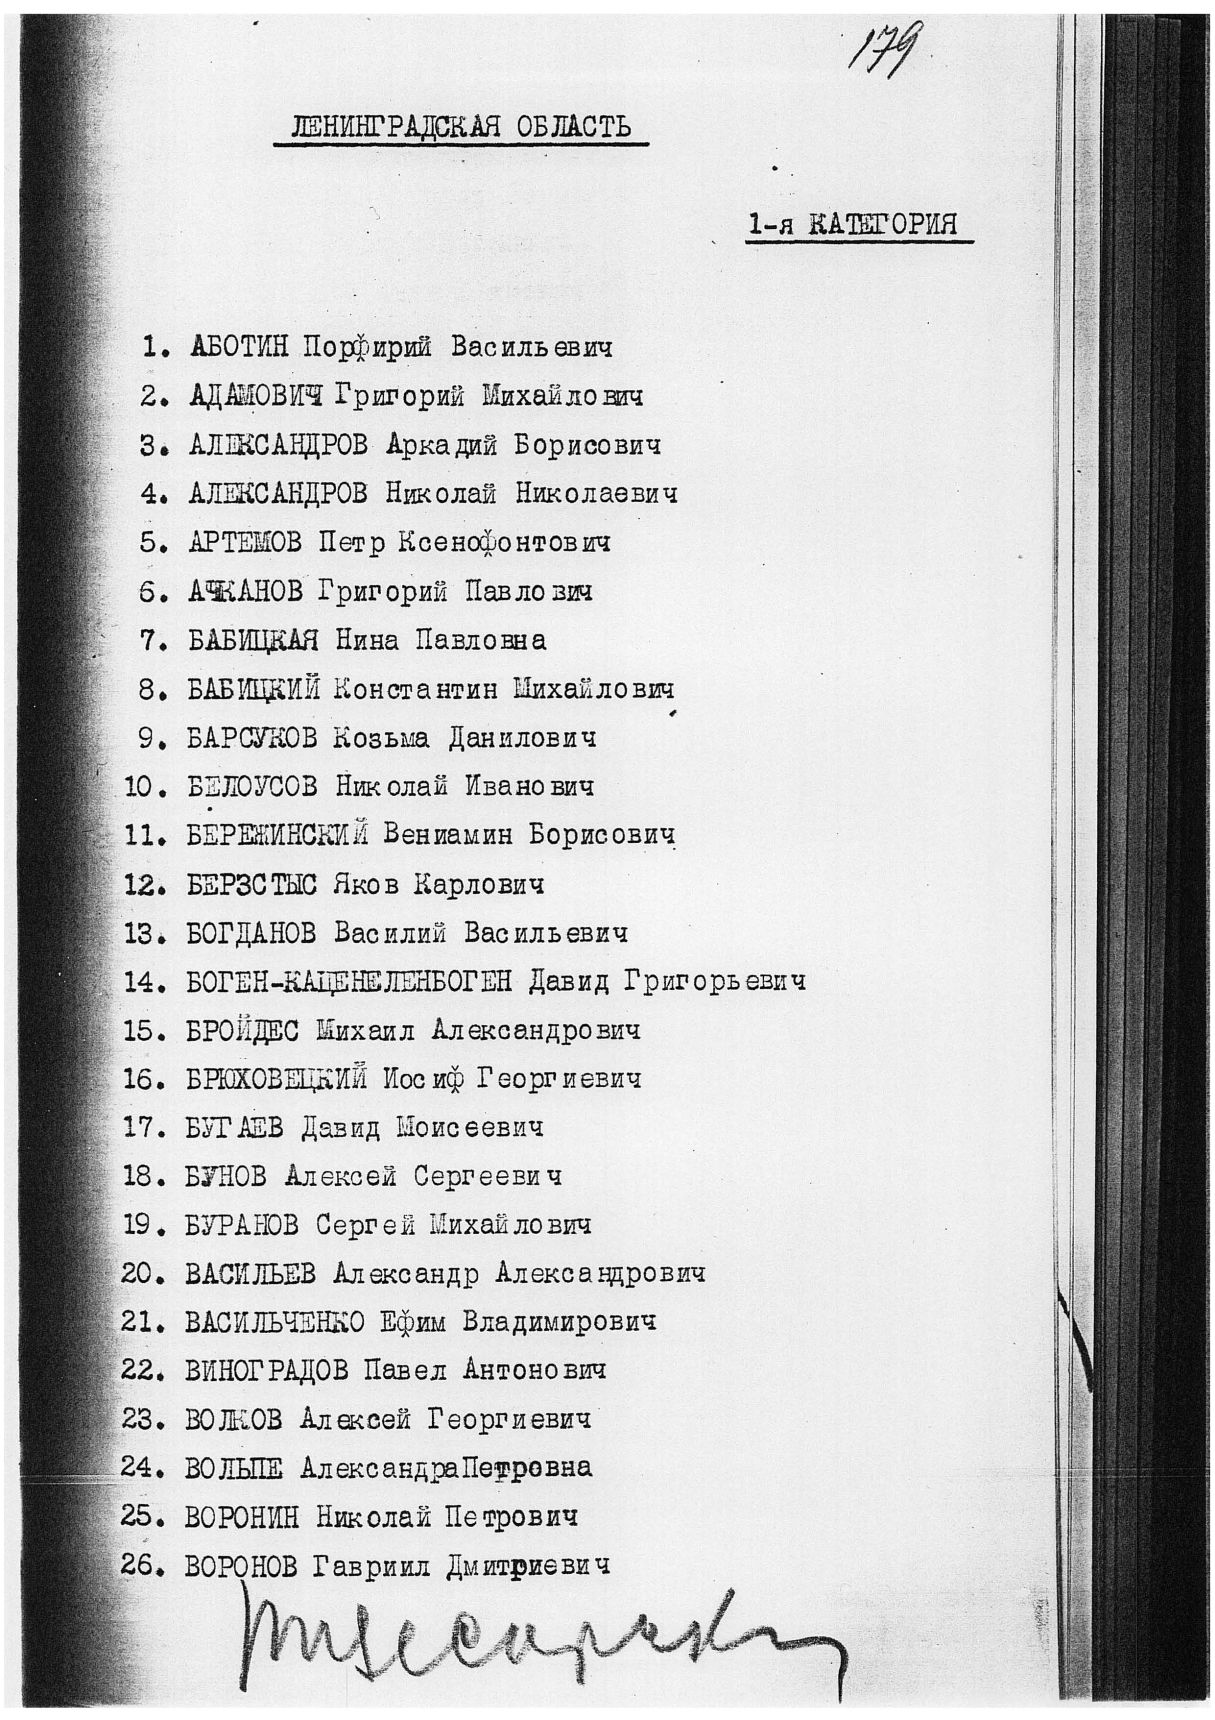 179
ЛЕНИНГРАДСКАЯ ОБЛАСТЬ
1-я КАТЕГОРИЯ
1. АБОТИН Порфирий Васильевич
2. АДАМОВИЧ Григорий Михайлович
3. АЛЕКСАНДРОВ Аркадий Борисович
4. АЛЕКСАНДРОВ Николай Николаевич
5. АРТЕМОВ Петр Ксенофонтович
6. АЧКАНОВ Григорий Павлович
7. БАБИЦКАЯ Нина Павловна
8. БАБИЦКИЙ Константин Михайлович
9. БАРСУКОВ Козьма Данилович
10. БЕЛОУСОВ Николай Иванович
11. БЕРЕЖИНСКИЙ Вениамин Борисович
12. БЕРЗСТЫС Яков Карлович
13. БОГДАНОВ Василий Васильевич
14. БОГЕН-КАЦЕНЕЛЕНБОГЕН Давид Григорьевич
15. БРОЙДЕС Михаил Александрович
16. БРЮХОВЕЦКИЙ Иосиф Георгиевич
17. БУГАЕВ Давид Моисеевич
18. БУНОВ Алексей Сергеевич
19. БУРАНОВ Сергей Михайлович
20. ВАСИЛЬЕВ Александр Александрович
21. ВАСИЛЬЧЕНКО Ефим Владимирович
22. ВИНОГРАДОВ Павел Антонович
23. ВОЛКОВ Алексей Георгиевич
24. ВОЛЬПЕ АлександраПетровна
25. ВОРОНИН Николай Петрович
26. ВОРОНОВ Гавриил Дмитриевич